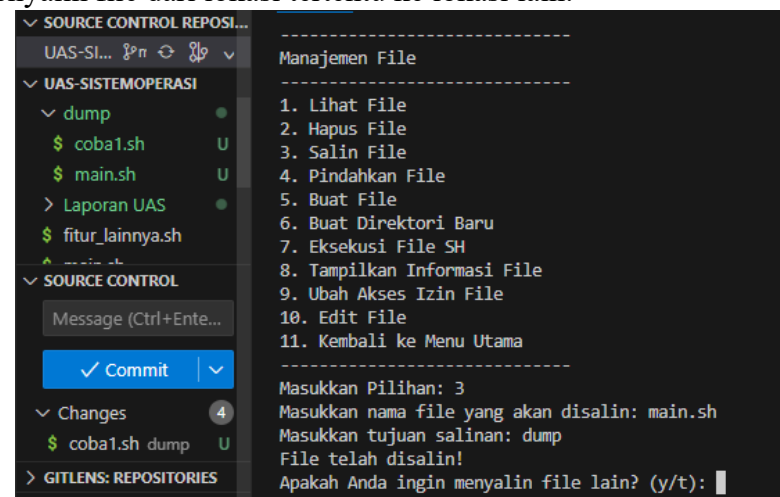 SOURCE CONTROL REPOSI...
UAS-SI...
UAS-SISTEMOPERASI
dump
$ coba1.sh U
$ main.sh U
Laporan UAS
$ fitur_lainnya.sh
SOURCE CONTROL
Message (Ctrl+Ente...
Commit
Changes 4
$ coba1.sh dump U
GITLENS: REPOSITORIES
------------------------------
Manajemen File
------------------------------
1. Lihat File
2. Hapus File
3. Salin File
4. Pindahkan File
5. Buat File
6. Buat Direktori Baru
7. Eksekusi File SH
8. Tampilkan Informasi File
9. Ubah Akses Izin File
10. Edit File
11. Kembali ke Menu Utama
------------------------------
Masukkan Pilihan: 3
Masukkan nama file yang akan disalin: main.sh
Masukkan tujuan salinan: dump
File telah disalin!
Apakah Anda ingin menyalin file lain? (y/t):